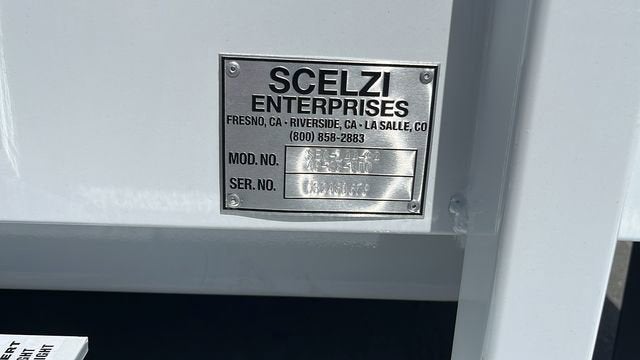 SCELZI
ENTERPRISES
FRESNO, CA · RIVERSIDE, CA · LA SALLE, CO
(800) 858-2883
MOD. NO.
SER. NO.